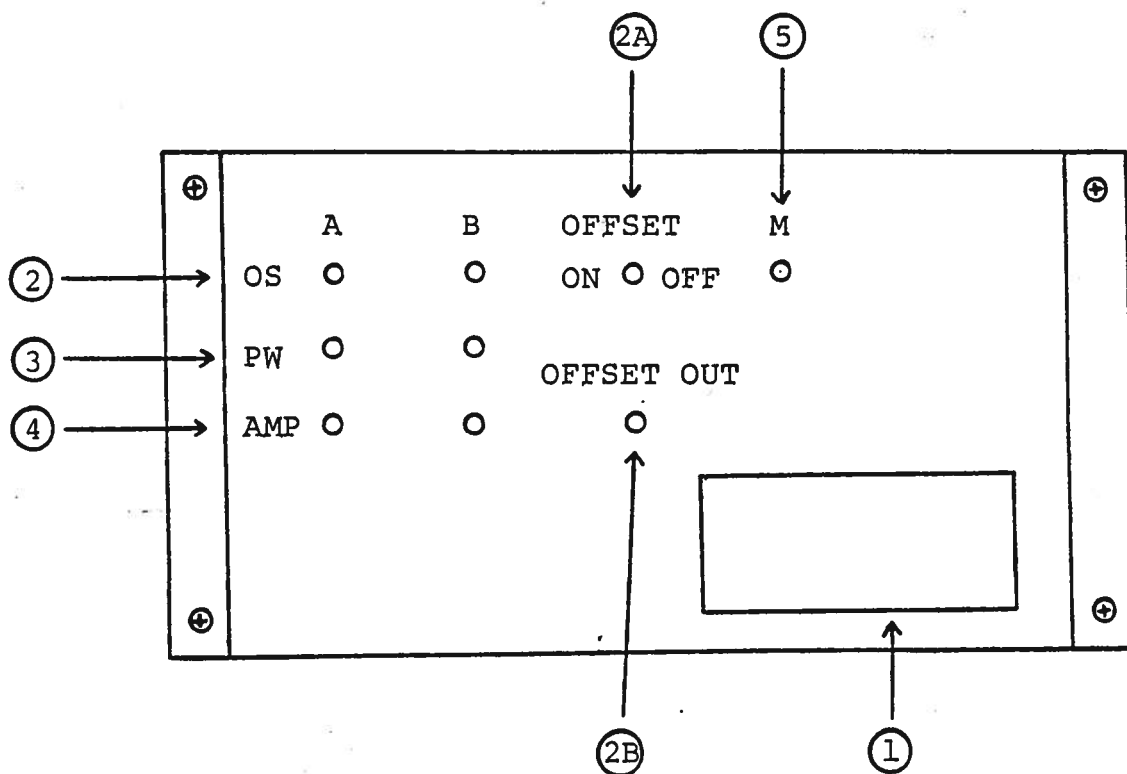 2A 5
A B OFFSET M
2 OS ON OFF
3 PW
OFFSET OUT
4 AMP
2B 1